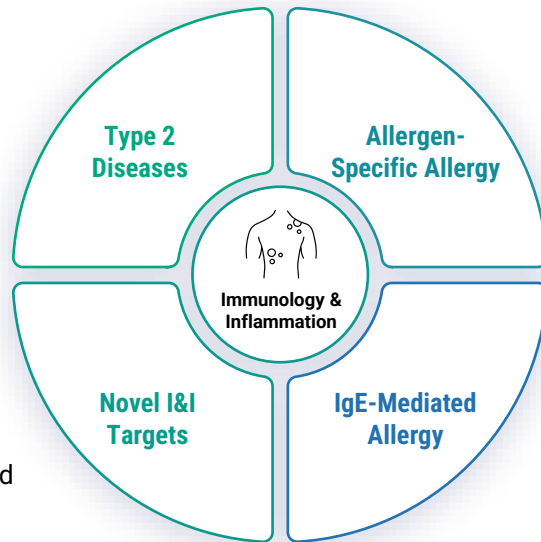 Type 2
Diseases
Allergen-
Specific Allergy
Immunology &
Inflammation
Novel I&I
Targets
IgE-Mediated
Allergy